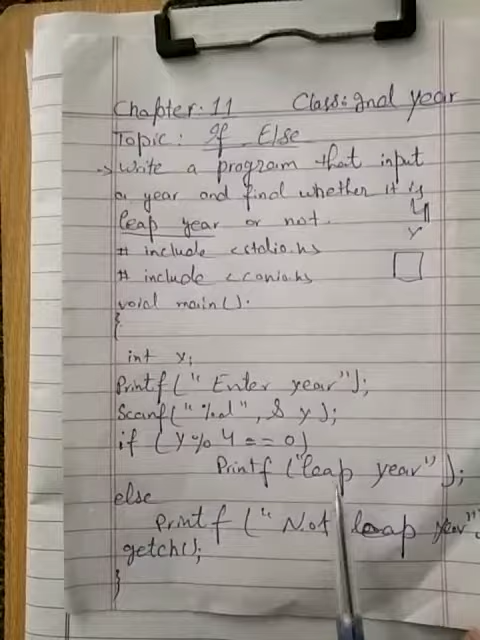 Chapter: 11 Class: 2nd year
Topic: If Else
→ Write a program that input
a year and find whether it is
leap year or not.
4
Y
# include <stdio.h>
# include <conio.h>
void main().
{
int y;
Printf(" Enter year");
Scanf("%d", & y);
if (y % 4 == 0)
Printf ("leap year");
else
Printf (" Not leap year"
getch();
}